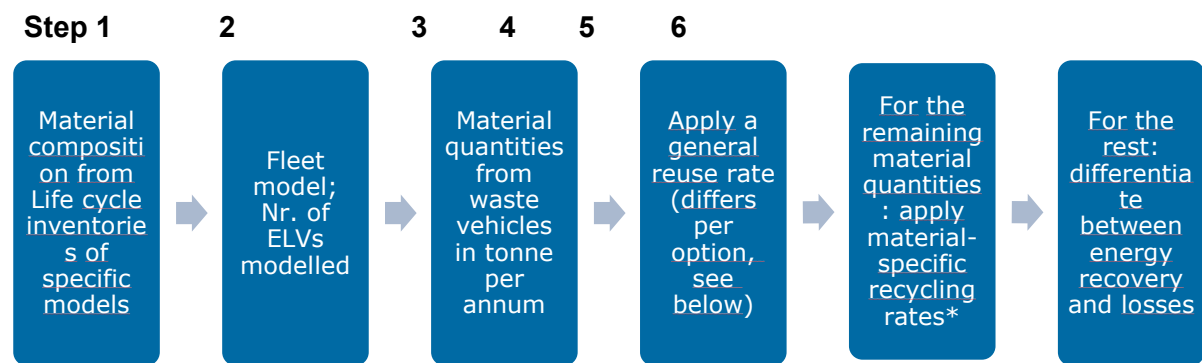 Step 1 2 3 4 5 6
Material
compositi
on from
Life cycle
inventorie
s of
specific
models
Fleet
model;
Nr. of
ELVs
modelled
Material
quantities
from
waste
vehicles
in tonne
per
annum
Apply a
general
reuse rate
(differs
per
option,
see
below)
For the
remaining
material
quantities
: apply
material-
specific
recycling
rates*
For the
rest:
differentia
te
between
energy
recovery
and losses